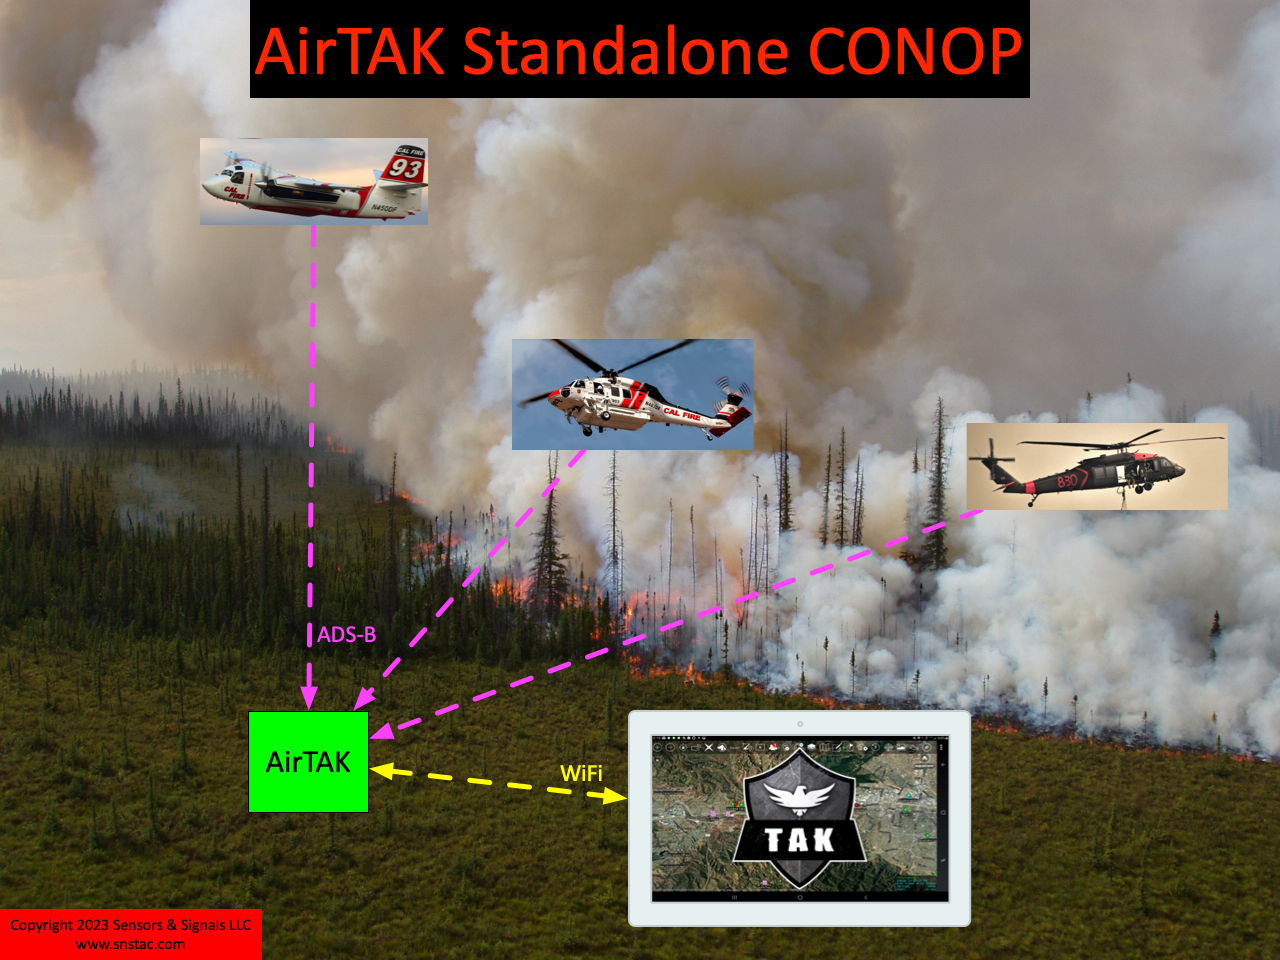 AirTAK Standalone CONOP
CAL FIRE
93
CAL
FIRE
N450DF
CAL FIRE
830
ADS-B
AirTAK
WiFi
TAK
Copyright 2023 Sensors & Signals LLC
www.snstac.com